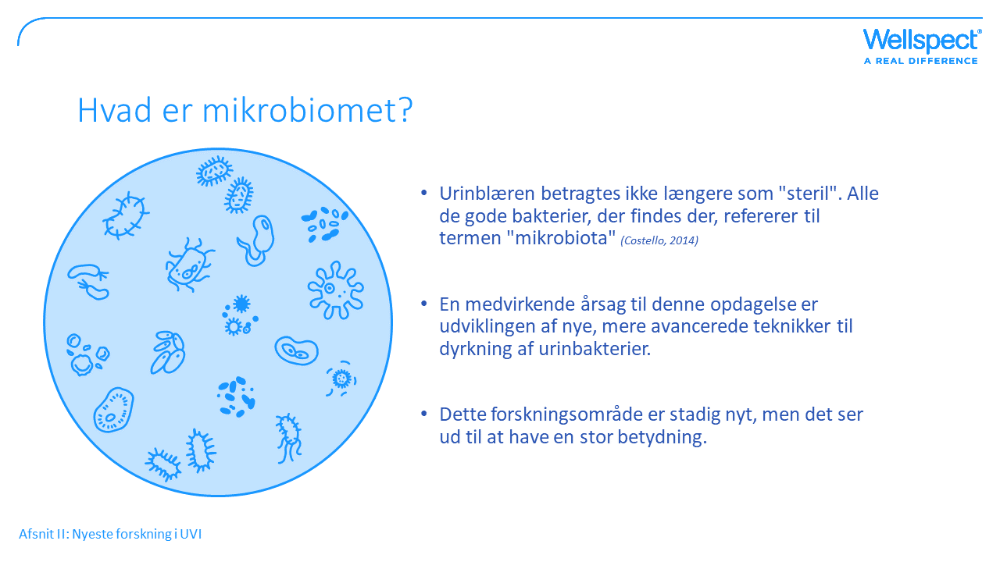 Wellspect®
A REAL DIFFERENCE
Hvad er mikrobiomet?
• Urinblæren betragtes ikke længere som "steril". Alle
de gode bakterier, der findes der, refererer til
termen "mikrobiota" (Costello, 2014)
• En medvirkende årsag til denne opdagelse er
udviklingen af nye, mere avancerede teknikker til
dyrkning af urinbakterier.
• Dette forskningsområde er stadig nyt, men det ser
ud til at have en stor betydning.
Afsnit II: Nyeste forskning i UVI